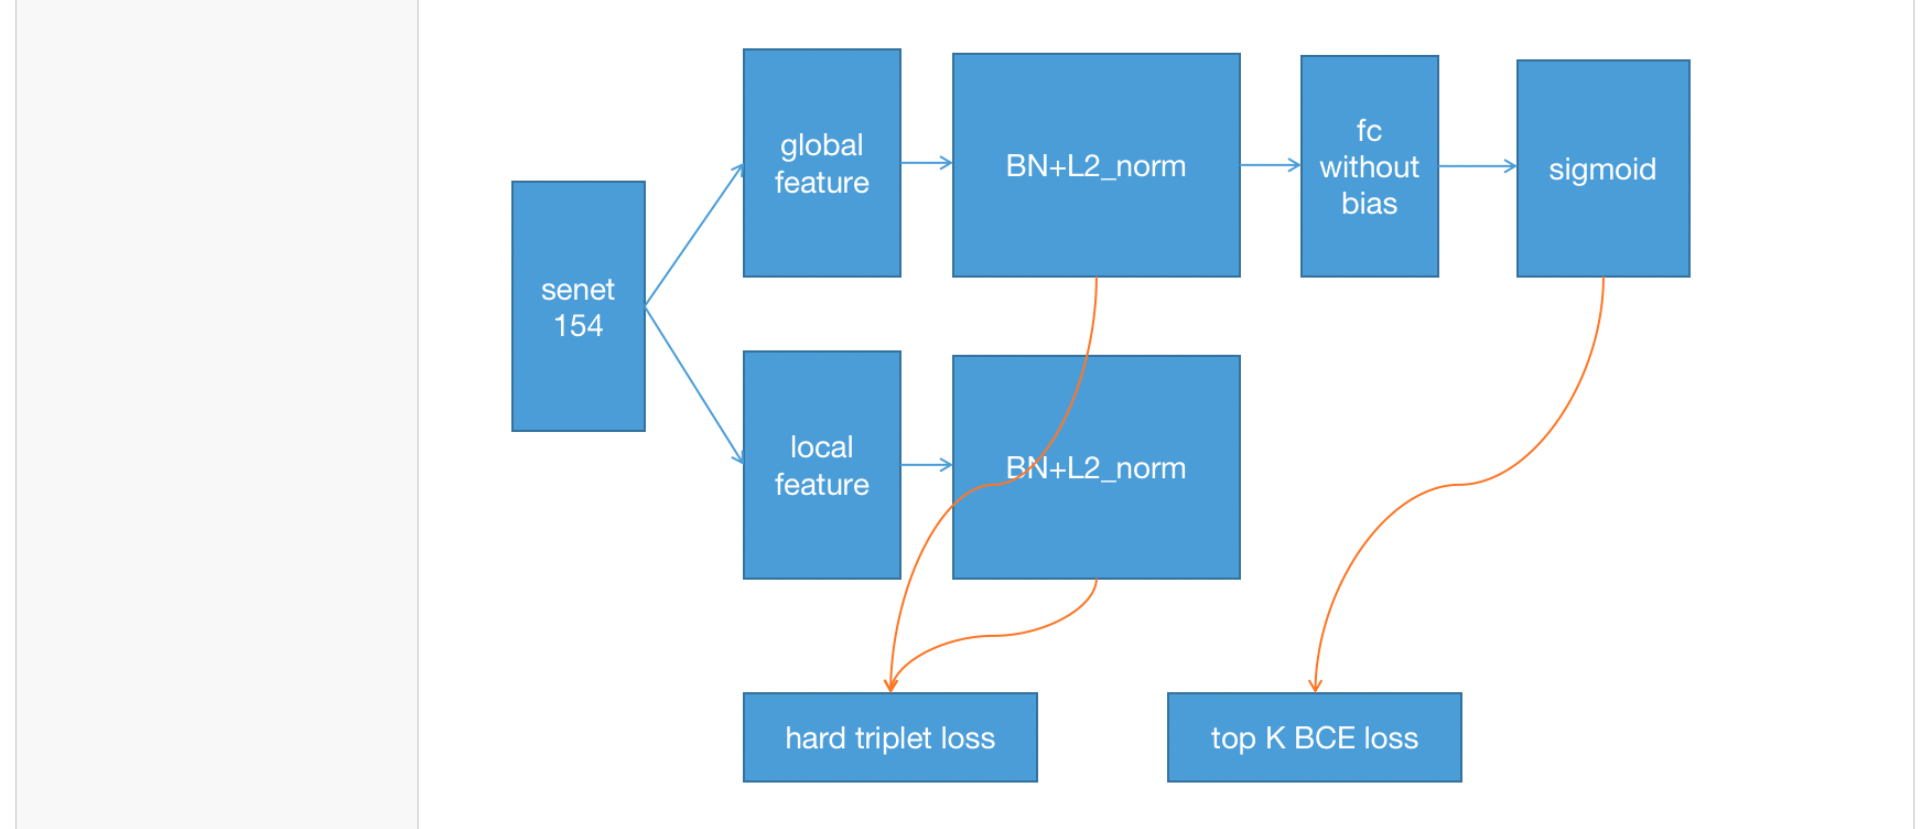 global
feature
BN+L2_norm
fc
without
bias
sigmoid
senet
154
local
feature
BN+L2_norm
hard triplet loss
top K BCE loss